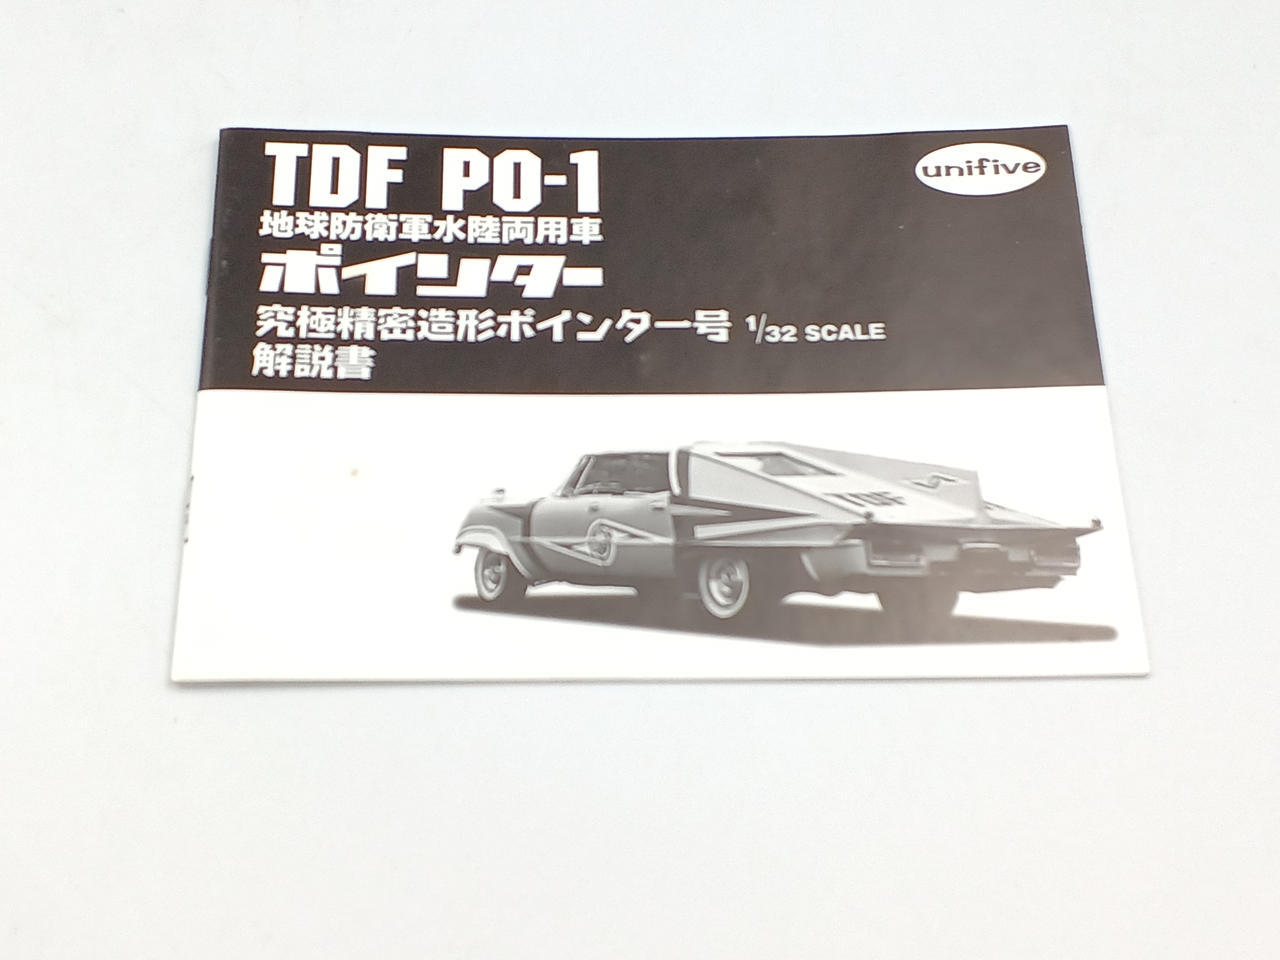 TDF PO-1
unifive
地球防衛軍水陸両用車
ポインター
究極精密造形ポインター号 1/32 SCALE
解説書
TDF